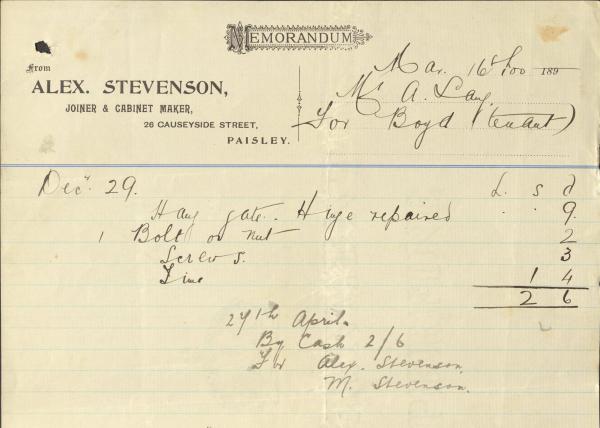 MEMORANDUM
From
ALEX. STEVENSON,
JOINER & CABINET MAKER,
26 CAUSEYSIDE STREET,
PAISLEY.
Mar. 16th /00 189
Mr A. Lang.
For Boyd (tenant)
Decr. 29. L. s d
Hang gate. Hinge repaired . . 9.
1 Bolt & nut 2
Screws. 3
Time 1 4
2 6
27th April.
By Cash 2/6
For Alex. Stevenson.
M. Stevenson.